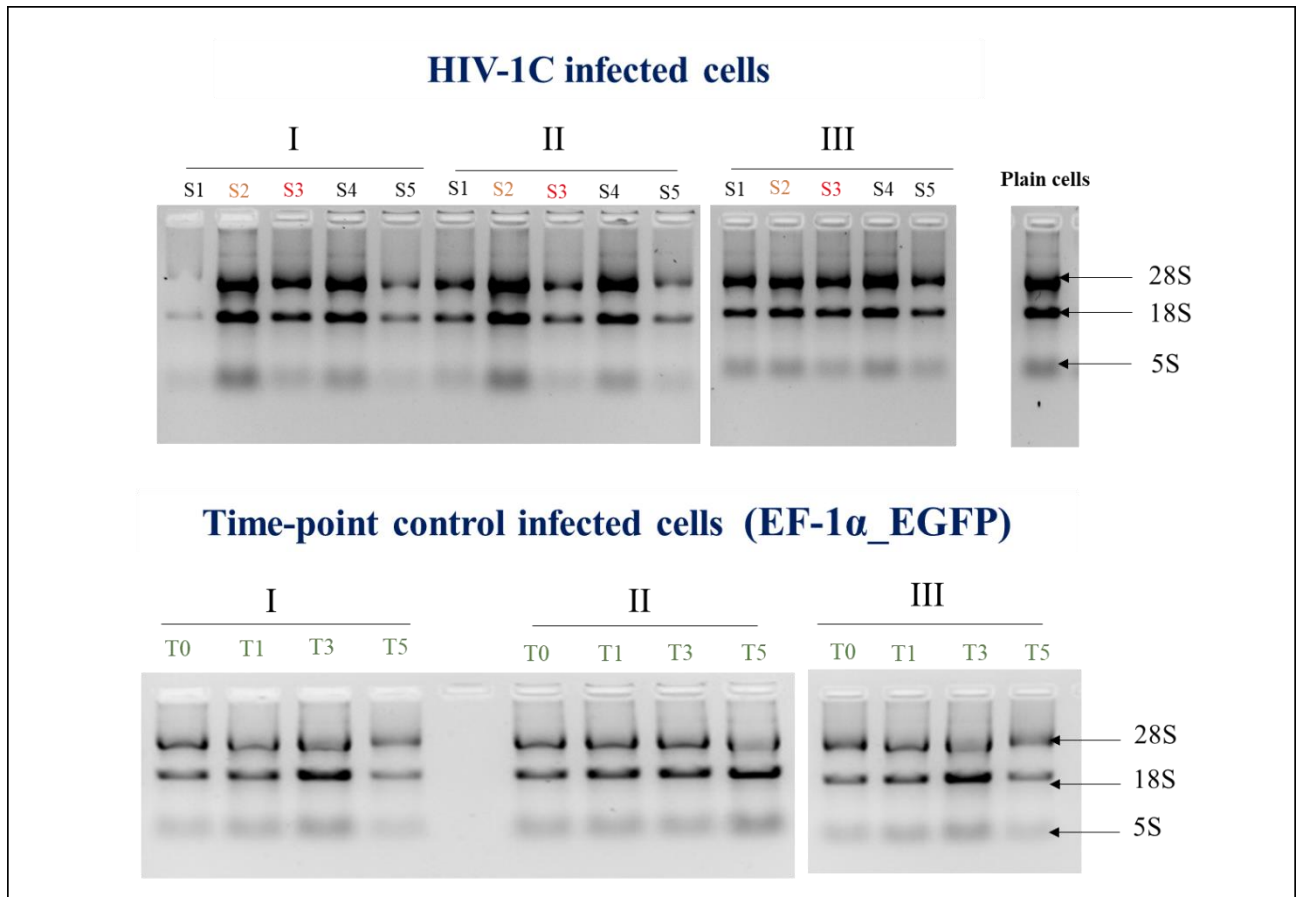 HIV-1C infected cells
I II III
S1 S2 S3 S4 S5 S1 S2 S3 S4 S5 S1 S2 S3 S4 S5 Plain cells
28S
18S
5S
Time-point control infected cells (EF-1α_EGFP)
I II III
T0 T1 T3 T5 T0 T1 T3 T5 T0 T1 T3 T5
28S
18S
5S